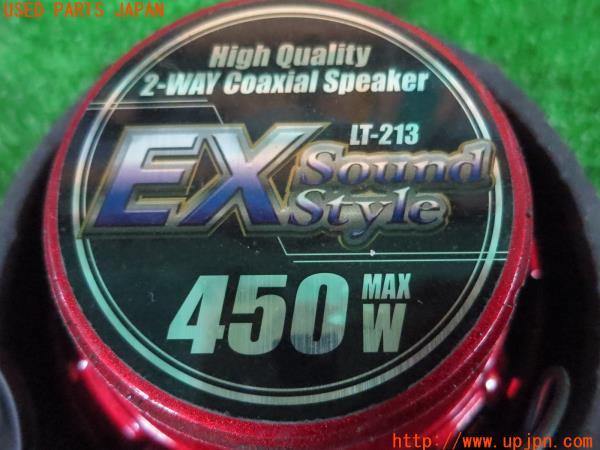 USED PARTS JAPAN
High Quality
2-WAY Coaxial Speaker
LT-213
EX Sound Style
450 MAX W
http://www.upjpn.com